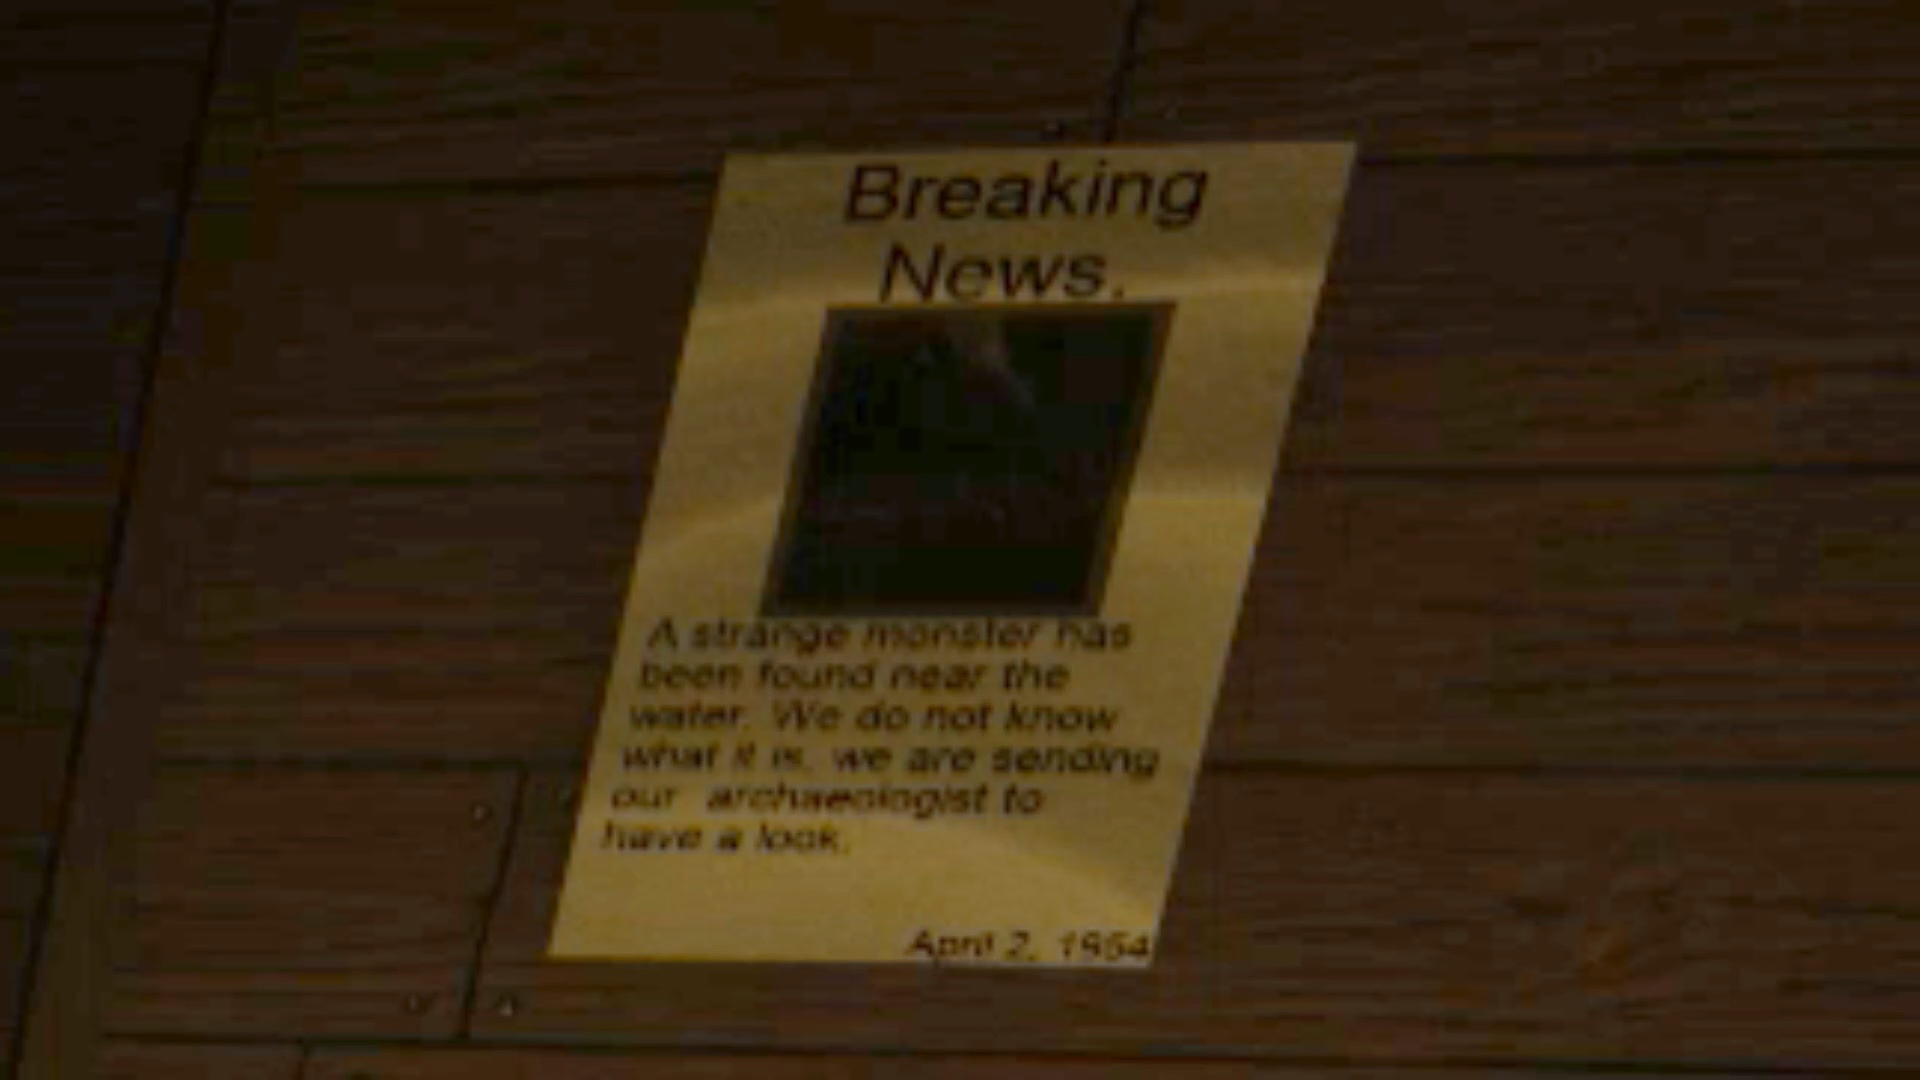 Breaking
News.
A strange monster has
been found near the
water. We do not know
what it is, we are sending
our archaeologist to
have a look.
April 2, 1954